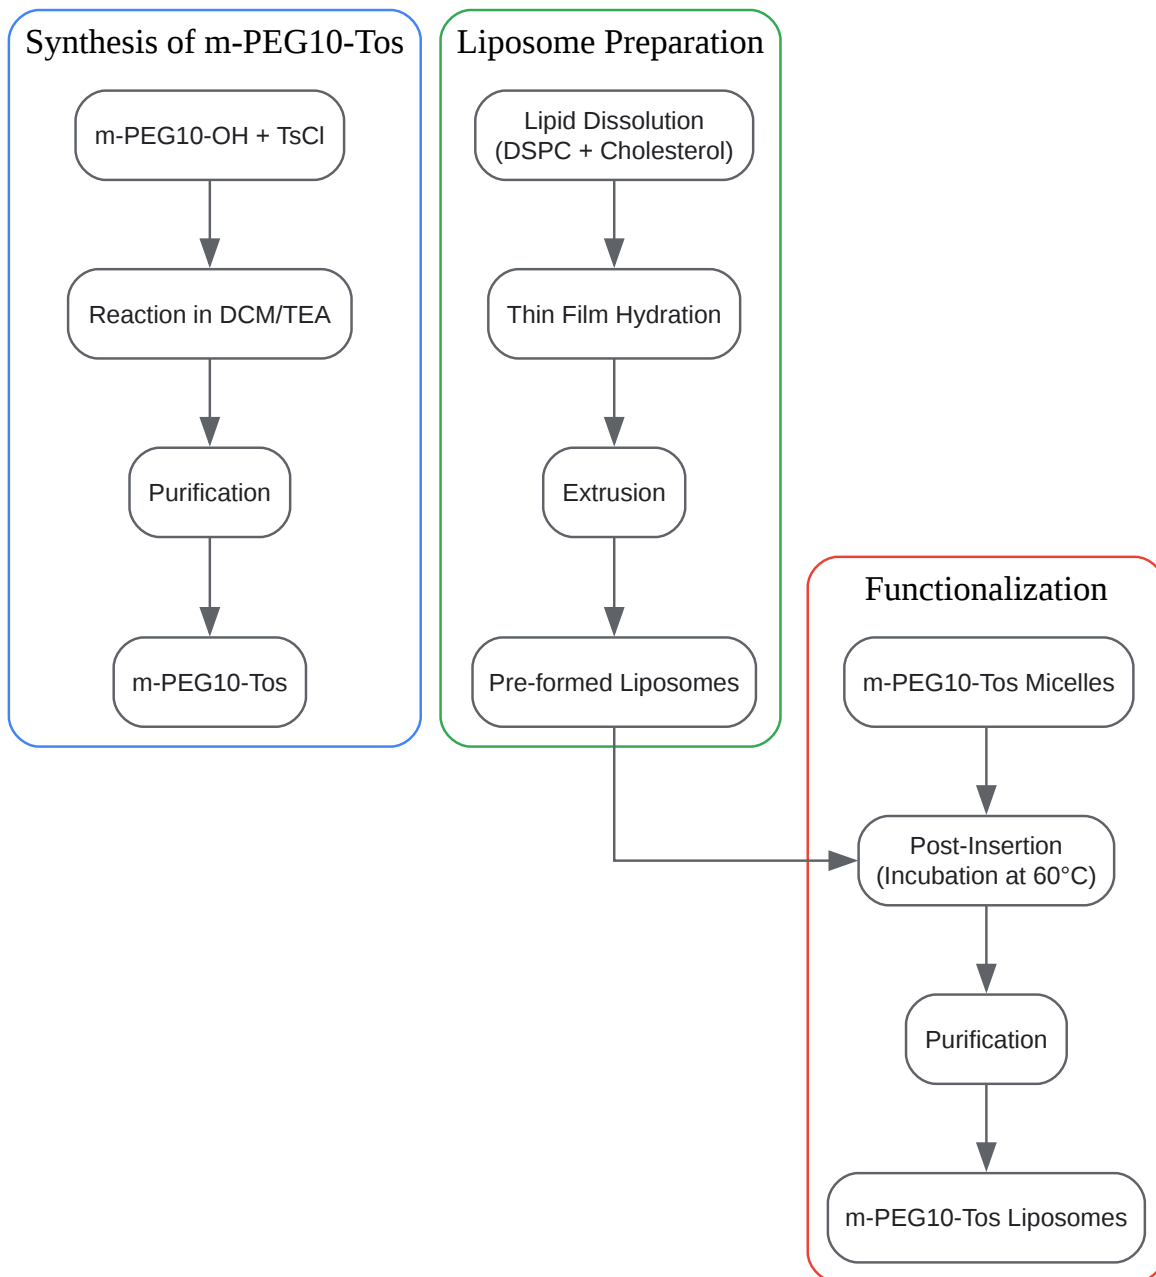 Synthesis of m-PEG10-Tos
m-PEG10-OH + TsCl
Reaction in DCM/TEA
Purification
m-PEG10-Tos
Liposome Preparation
Lipid Dissolution
(DSPC + Cholesterol)
Thin Film Hydration
Extrusion
Pre-formed Liposomes
Functionalization
m-PEG10-Tos Micelles
Post-Insertion
(Incubation at 60°C)
Purification
m-PEG10-Tos Liposomes